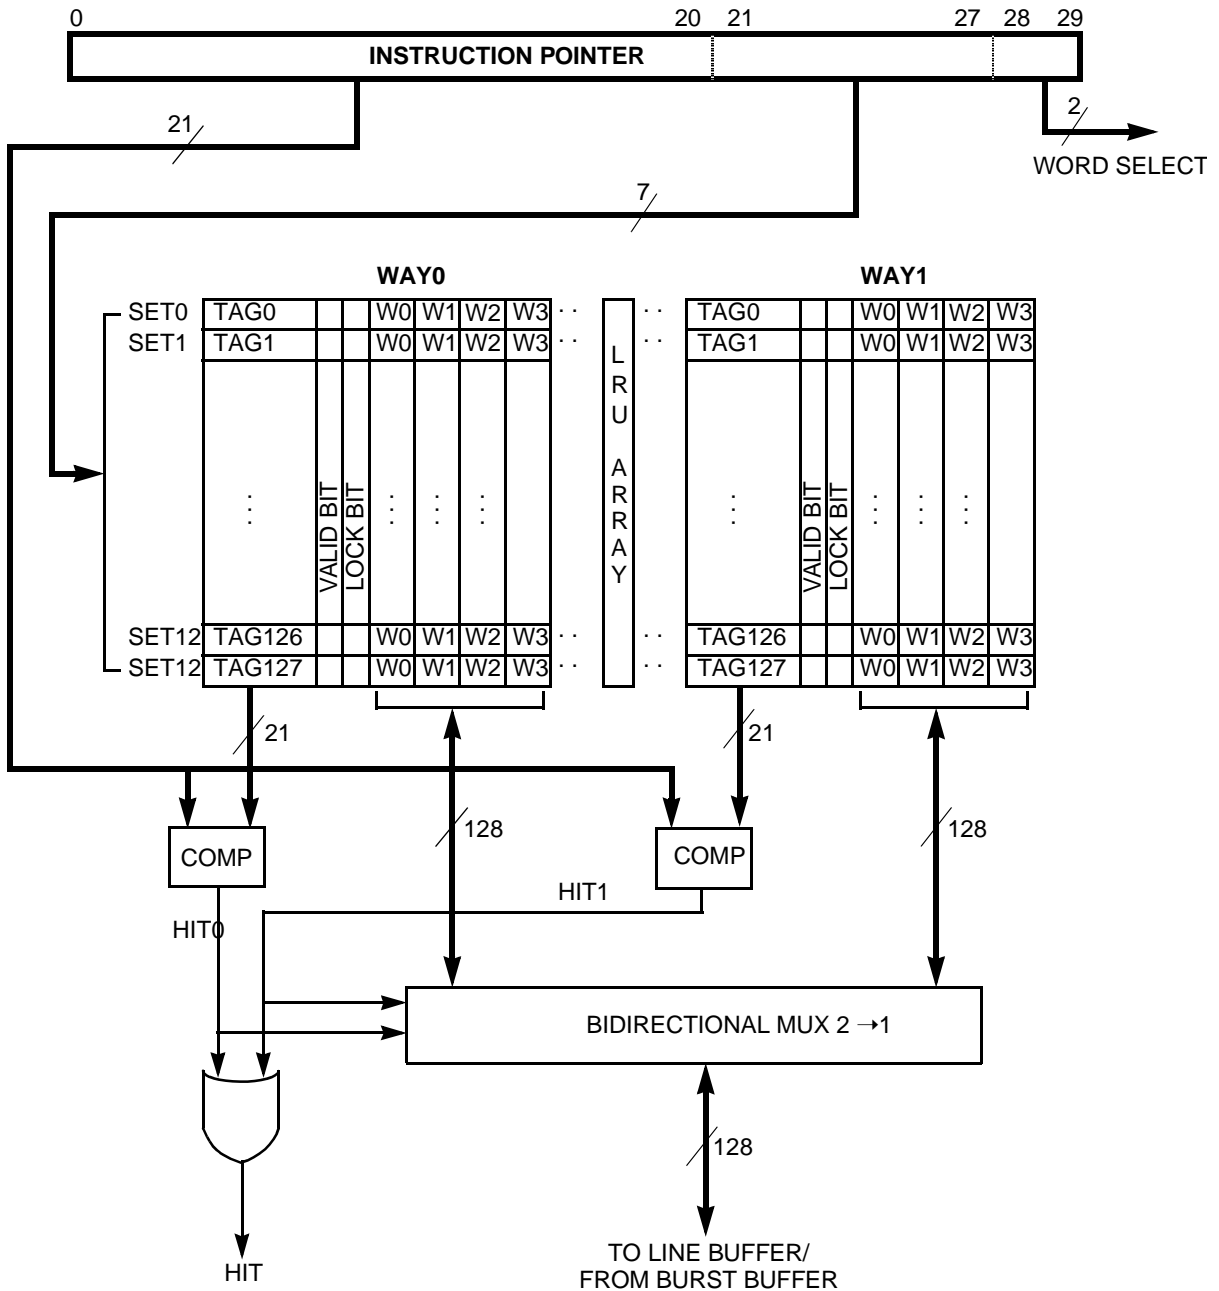 0 20 21 27 28 29
INSTRUCTION POINTER
21
2
WORD SELECT
7
WAY0 WAY1
SET0 TAG0 W0 W1 W2 W3 . . . . TAG0 W0 W1 W2 W3
SET1 TAG1 W0 W1 W2 W3 . . . . TAG1 W0 W1 W2 W3
LRU ARRAY
. . . VALID BIT LOCK BIT . . . . . . . . . . . . VALID BIT LOCK BIT . . . . . . . . .
SET12 TAG126 W0 W1 W2 W3 . . . . TAG126 W0 W1 W2 W3
SET12 TAG127 W0 W1 W2 W3 . . . . TAG127 W0 W1 W2 W3
21 21
128 128
COMP COMP
HIT1
HIT0
BIDIRECTIONAL MUX 2 →1
128
TO LINE BUFFER/
FROM BURST BUFFER
HIT